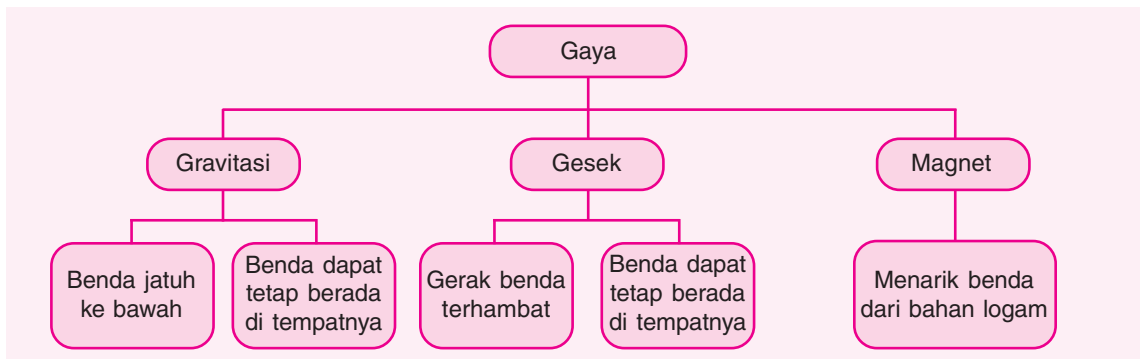 Gaya
Gravitasi
Gesek
Magnet
Benda jatuh
ke bawah
Benda dapat
tetap berada
di tempatnya
Gerak benda
terhambat
Benda dapat
tetap berada
di tempatnya
Menarik benda
dari bahan logam